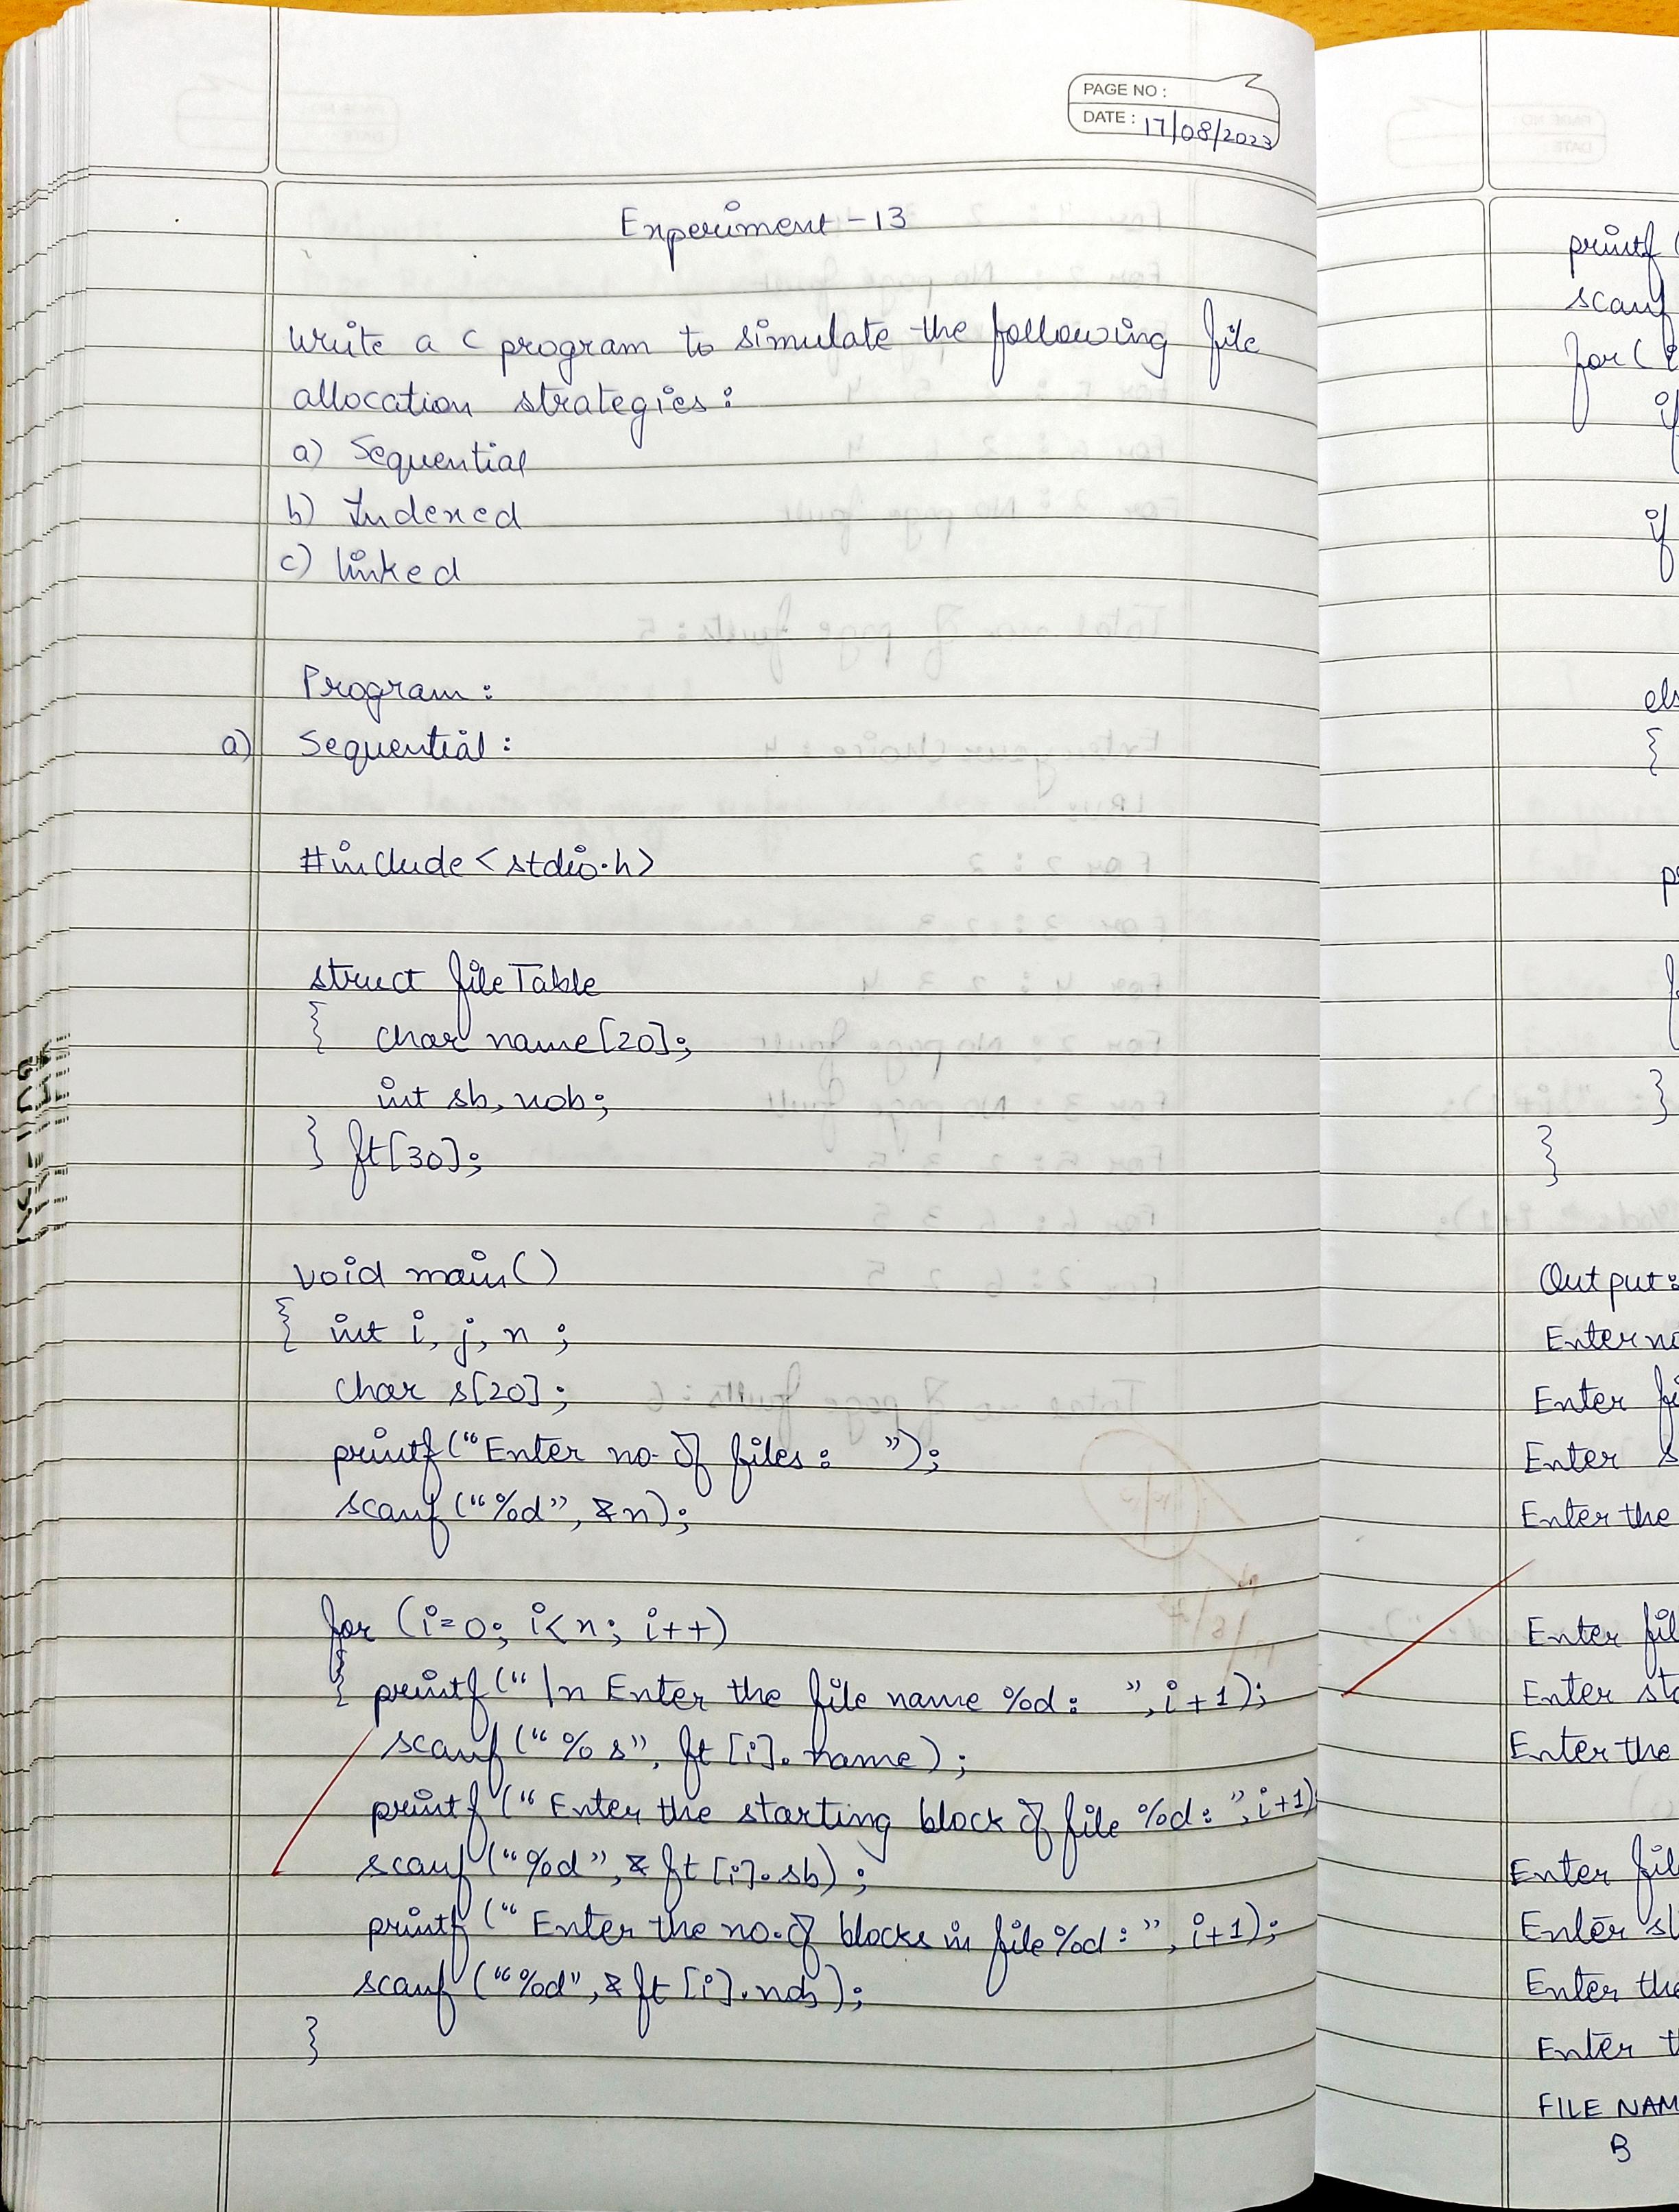 PAGE NO :
DATE : 17/08/2023
Experiment - 13
Write a C program to simulate the following file
allocation strategies :
a) Sequential
b) Indexed
c) linked
Program :
a) Sequential :
#include <stdio.h>
struct fileTable
{ char name[20];
int sb, nob;
} ft[30];
void main()
{ int i, j, n ;
char s[20];
printf("Enter no. of files : ");
scanf("%d", &n);
for (i=0; i<n; i++)
{ printf("\n Enter the file name %d : ", i+1);
scanf("%s", ft[i].name);
printf("Enter the starting block of file %d : ", i+1)
scanf("%d", &ft[i].sb);
printf("Enter the no. of blocks in file %d : ", i+1);
scanf("%d", &ft[i].nob);
}
printf(
scanf
for(i
if
if
els
{
}
}
Output :
Enter no
Enter fi
Enter s
Enter the
Enter fil
Enter sta
Enter the
Enter fil
Enter st
Enter the
Enter t
FILE NAM
B